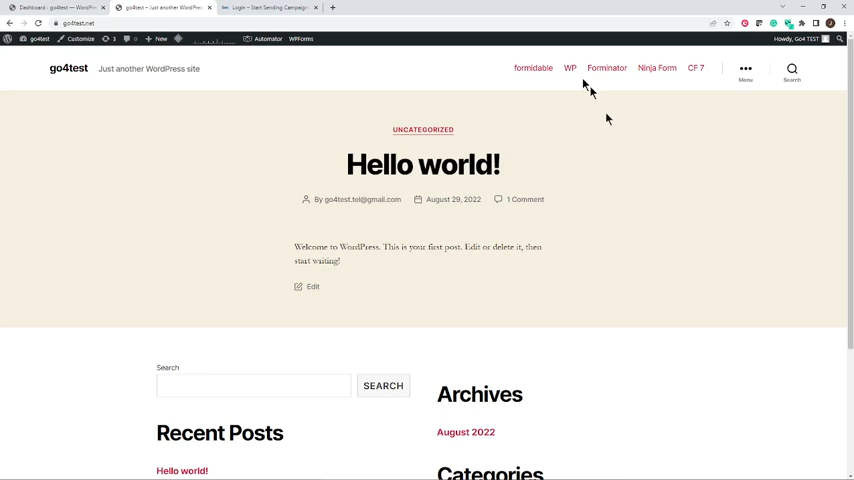 Dashboard ‹ go4test — WordPre
go4test – Just another WordPress
Login – Start Sending Campaigns
go4test.net
go4test
Customize
3
0
New
Automator
WPForms
Howdy, Go4 TEST
go4test
Just another WordPress site
formidable
WP
Forminator
Ninja Form
CF 7
Menu
Search
UNCATEGORIZED
Hello world!
By go4test.tel@gmail.com
August 29, 2022
1 Comment
Welcome to WordPress. This is your first post. Edit or delete it, then
start writing!
Edit
Search
SEARCH
Archives
August 2022
Recent Posts
Categories
Hello world!